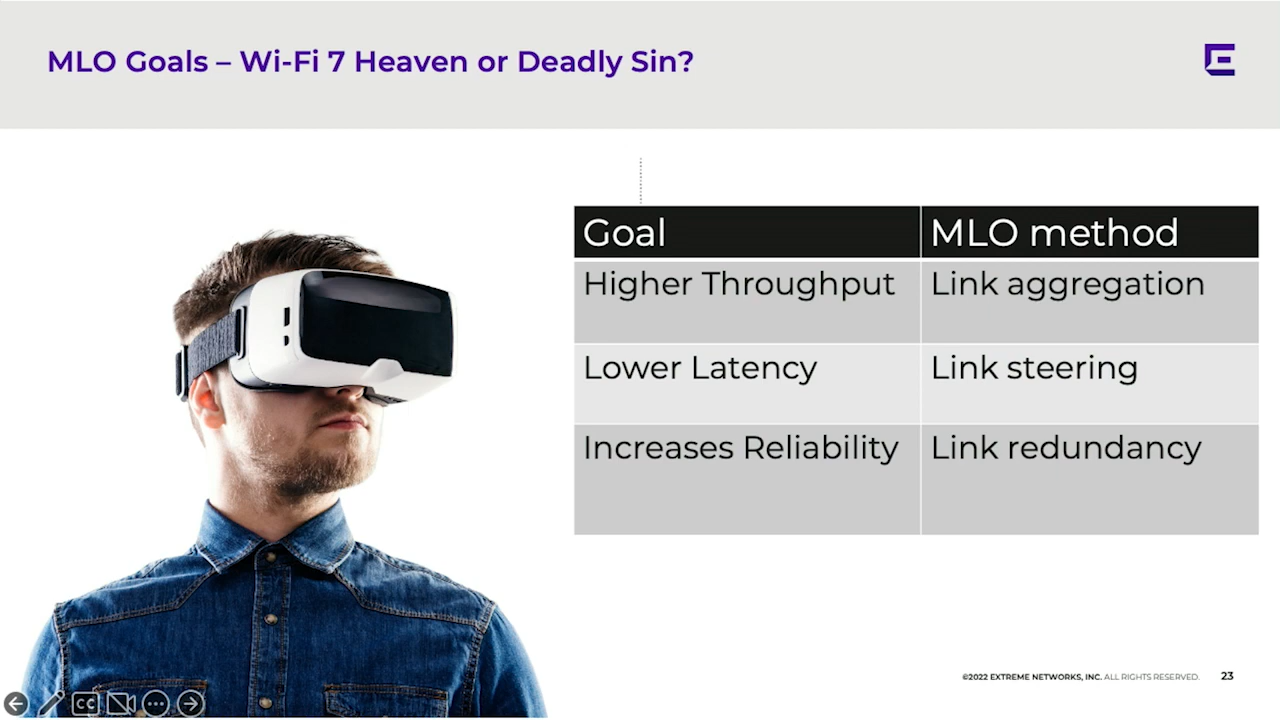 MLO Goals – Wi-Fi 7 Heaven or Deadly Sin?
Goal
MLO method
Higher Throughput
Link aggregation
Lower Latency
Link steering
Increases Reliability
Link redundancy
©2022 EXTREME NETWORKS, INC. ALL RIGHTS RESERVED. 23
CC